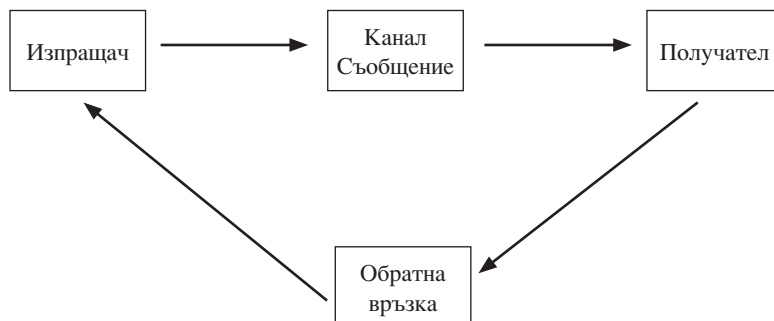 Изпращач
Канал
Съобщение
Получател
Обратна
връзка